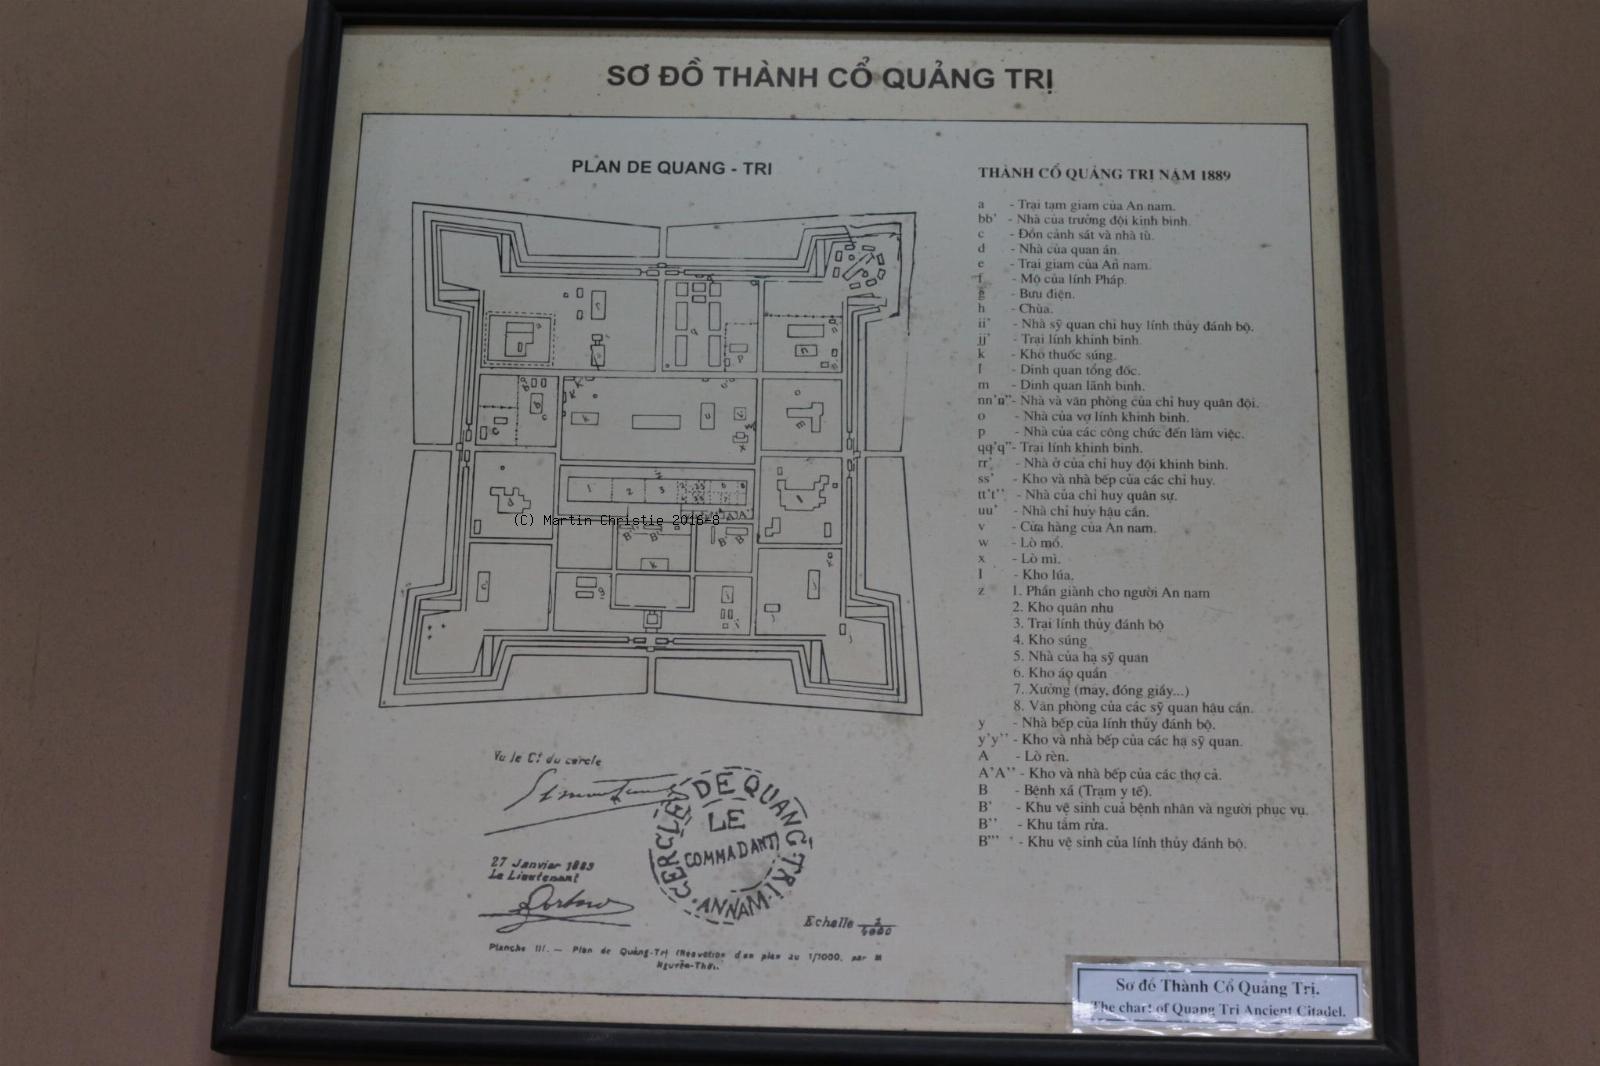 SƠ ĐỒ THÀNH CỔ QUẢNG TRỊ
PLAN DE QUANG - TRI
THÀNH CỔ QUẢNG TRỊ NĂM 1889
a - Trại tạm giam của An nam.
bb' - Nhà của trưởng đội kinh binh.
c - Đồn cảnh sát và nhà tù.
d - Nhà của quan án.
e - Trại giam của An nam.
f - Mộ của lính Pháp.
g - Bưu điện.
h - Chùa.
ii' - Nhà sỹ quan chỉ huy lính thủy đánh bộ.
jj' - Trại lính khinh binh.
k - Kho thuốc súng.
l - Dinh quan tổng đốc.
m - Dinh quan lãnh binh.
nn'n"- Nhà và văn phòng của chỉ huy quân đội.
o - Nhà của vợ lính khinh binh.
p - Nhà của các công chức đến làm việc.
qq'q"- Trại lính khinh binh.
rr' - Nhà ở của chỉ huy đội khinh binh.
ss' - Kho và nhà bếp của các chỉ huy.
tt't'' - Nhà của chỉ huy quân sự.
uu' - Nhà chỉ huy hậu cần.
v - Cửa hàng của An nam.
w - Lò mổ.
x - Lò mì.
I - Kho lúa.
z 1. Phần giành cho người An nam
2. Kho quân nhu
3. Trại lính thủy đánh bộ
4. Kho súng
5. Nhà của hạ sỹ quan
6. Kho áo quần
7. Xưởng (may, đóng giầy...)
8. Văn phòng của các sỹ quan hậu cần.
y - Nhà bếp của lính thủy đánh bộ.
y'y'' - Kho và nhà bếp của các hạ sỹ quan.
A - Lò rèn.
A'A'' - Kho và nhà bếp của các thợ cả.
B - Bệnh xá (Trạm y tế).
B' - Khu vệ sinh cuả bệnh nhân và người phục vụ.
B'' - Khu tắm rửa.
B''' - Khu vệ sinh của lính thủy đánh bộ.
(C) Martin Christie 2016-8
Vu le Ct du cercle
CERCLE DE QUANG-TRI
LE
COMMADANT
ANNAM
27 Janvier 1889
Le Lieutenant
Echelle
Planche III. — Plan de Quảng-Trị d'un plan au 1/1000, par M
Sơ đồ Thành Cổ Quảng Trị.
The chart of Quang Tri Ancient Citadel.